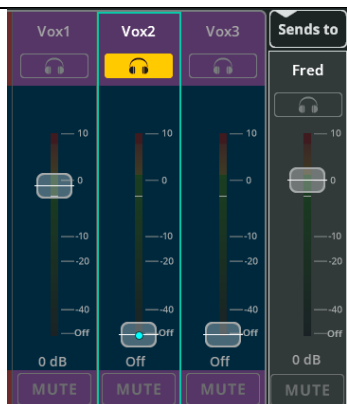 Vox1 Vox2 Vox3 Sends to
Fred
10 10 10 10
0 0 0 0
-10 -10 -10 -10
-20 -20 -20 -20
-40 -40 -40 -40
Off Off Off Off
0 dB Off Off 0 dB
MUTE MUTE MUTE MUTE